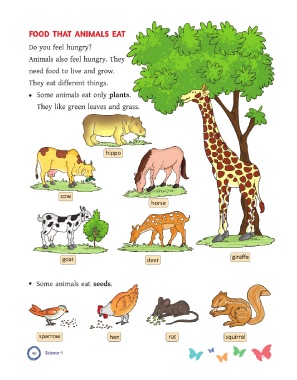 FOOD THAT ANIMALS EAT
Do you feel hungry?
Animals also feel hungry. They
need food to live and grow.
They eat different things.
• Some animals eat only plants.
They like green leaves and grass.
hippo
cow
horse
goat
deer
giraffe
• Some animals eat seeds.
sparrow
hen
rat
squirrel
Science-1